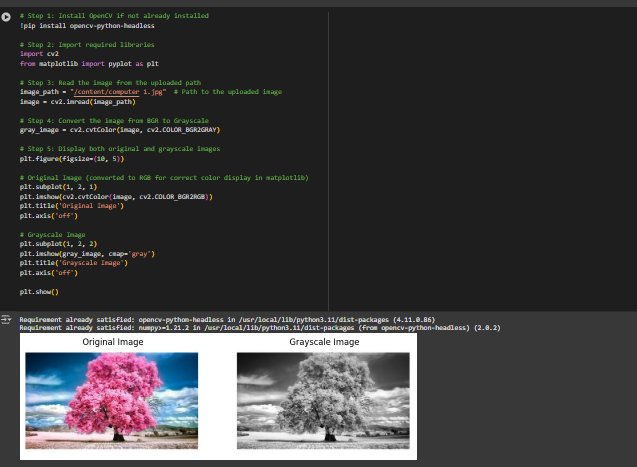 # Step 1: Install OpenCV if not already installed
!pip install opencv-python-headless
# Step 2: Import required libraries
import cv2
from matplotlib import pyplot as plt
# Step 3: Read the image from the uploaded path
image_path = "/content/computer 1.jpg"  # Path to the uploaded image
image = cv2.imread(image_path)
# Step 4: Convert the image from BGR to Grayscale
gray_image = cv2.cvtColor(image, cv2.COLOR_BGR2GRAY)
# Step 5: Display both original and grayscale images
plt.figure(figsize=(10, 5))
# Original Image (converted to RGB for correct color display in matplotlib)
plt.subplot(1, 2, 1)
plt.imshow(cv2.cvtColor(image, cv2.COLOR_BGR2RGB))
plt.title('Original Image')
plt.axis('off')
# Grayscale Image
plt.subplot(1, 2, 2)
plt.imshow(gray_image, cmap='gray')
plt.title('Grayscale Image')
plt.axis('off')
plt.show()
Requirement already satisfied: opencv-python-headless in /usr/local/lib/python3.11/dist-packages (4.11.0.86)
Requirement already satisfied: numpy>=1.21.2 in /usr/local/lib/python3.11/dist-packages (from opencv-python-headless) (2.0.2)
Original Image Grayscale Image